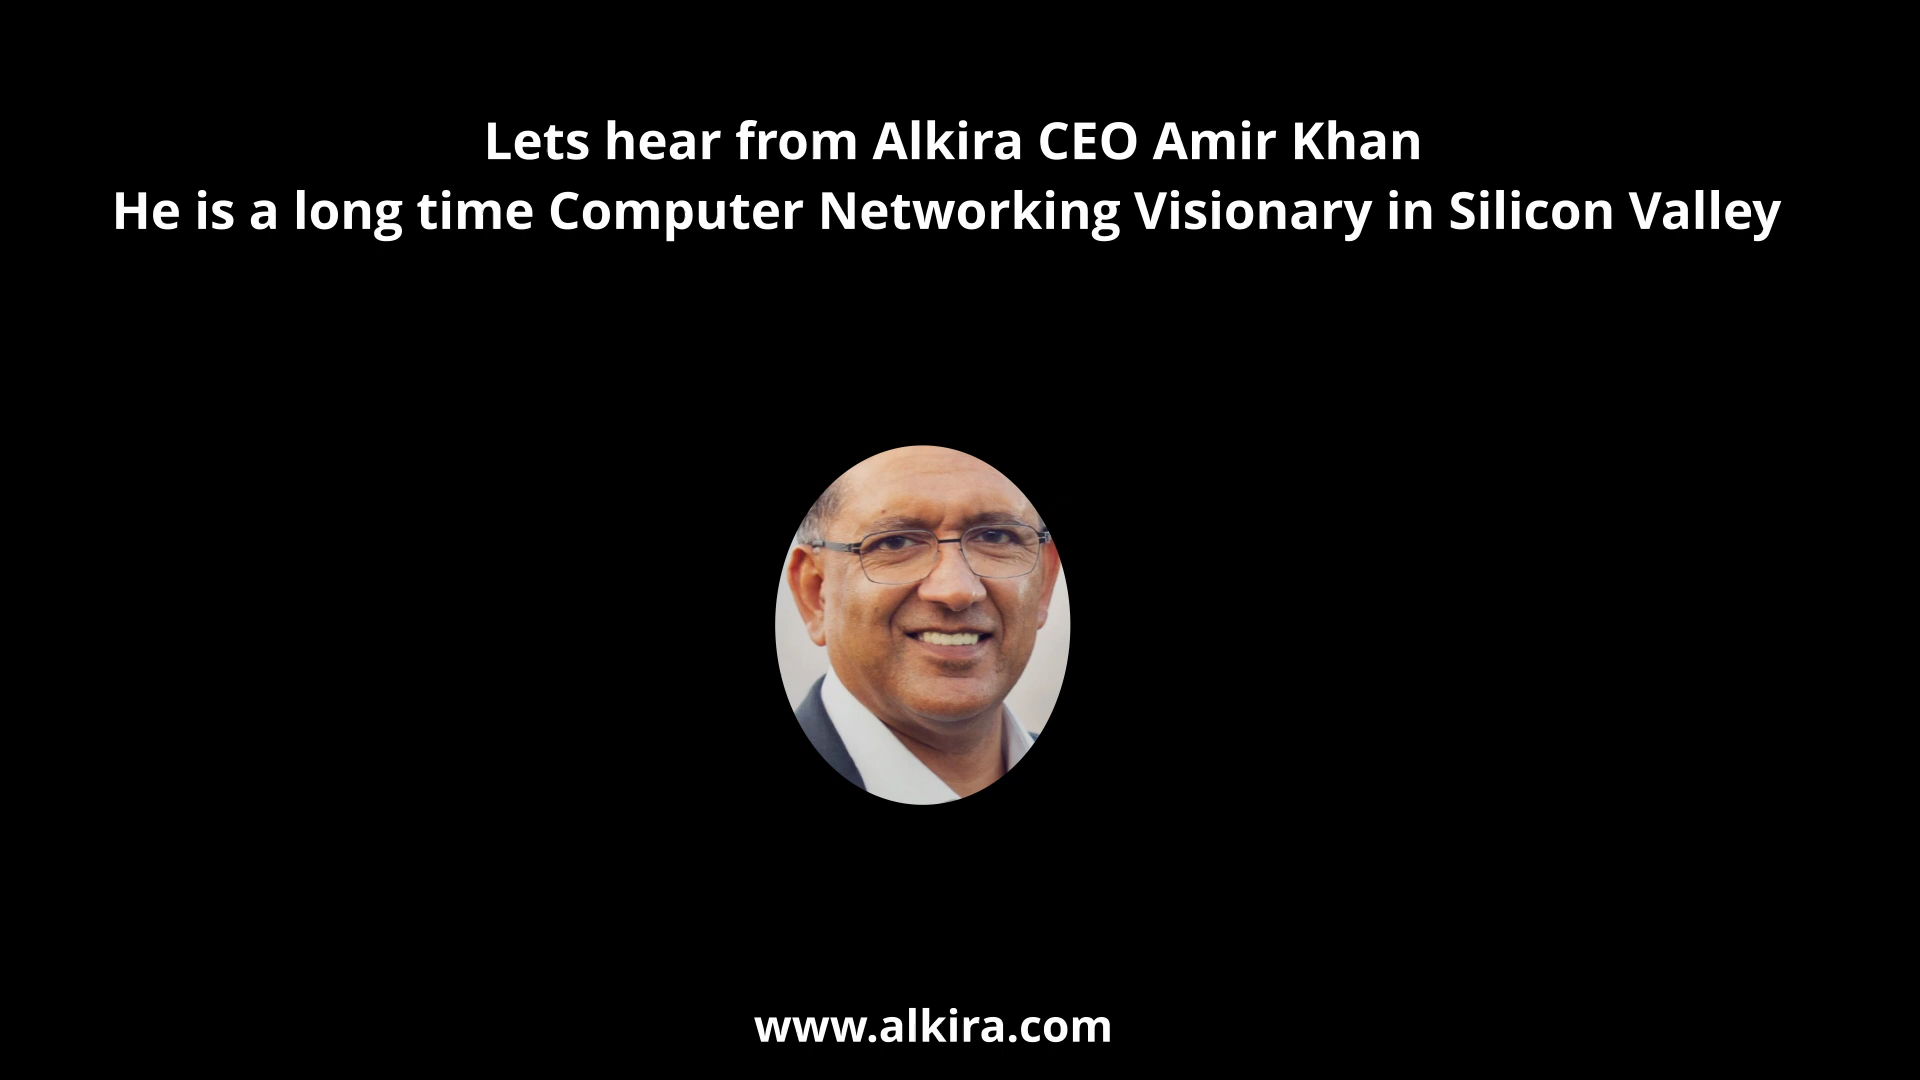 Lets hear from Alkira CEO Amir Khan
He is a long time Computer Networking Visionary in Silicon Valley
www.alkira.com